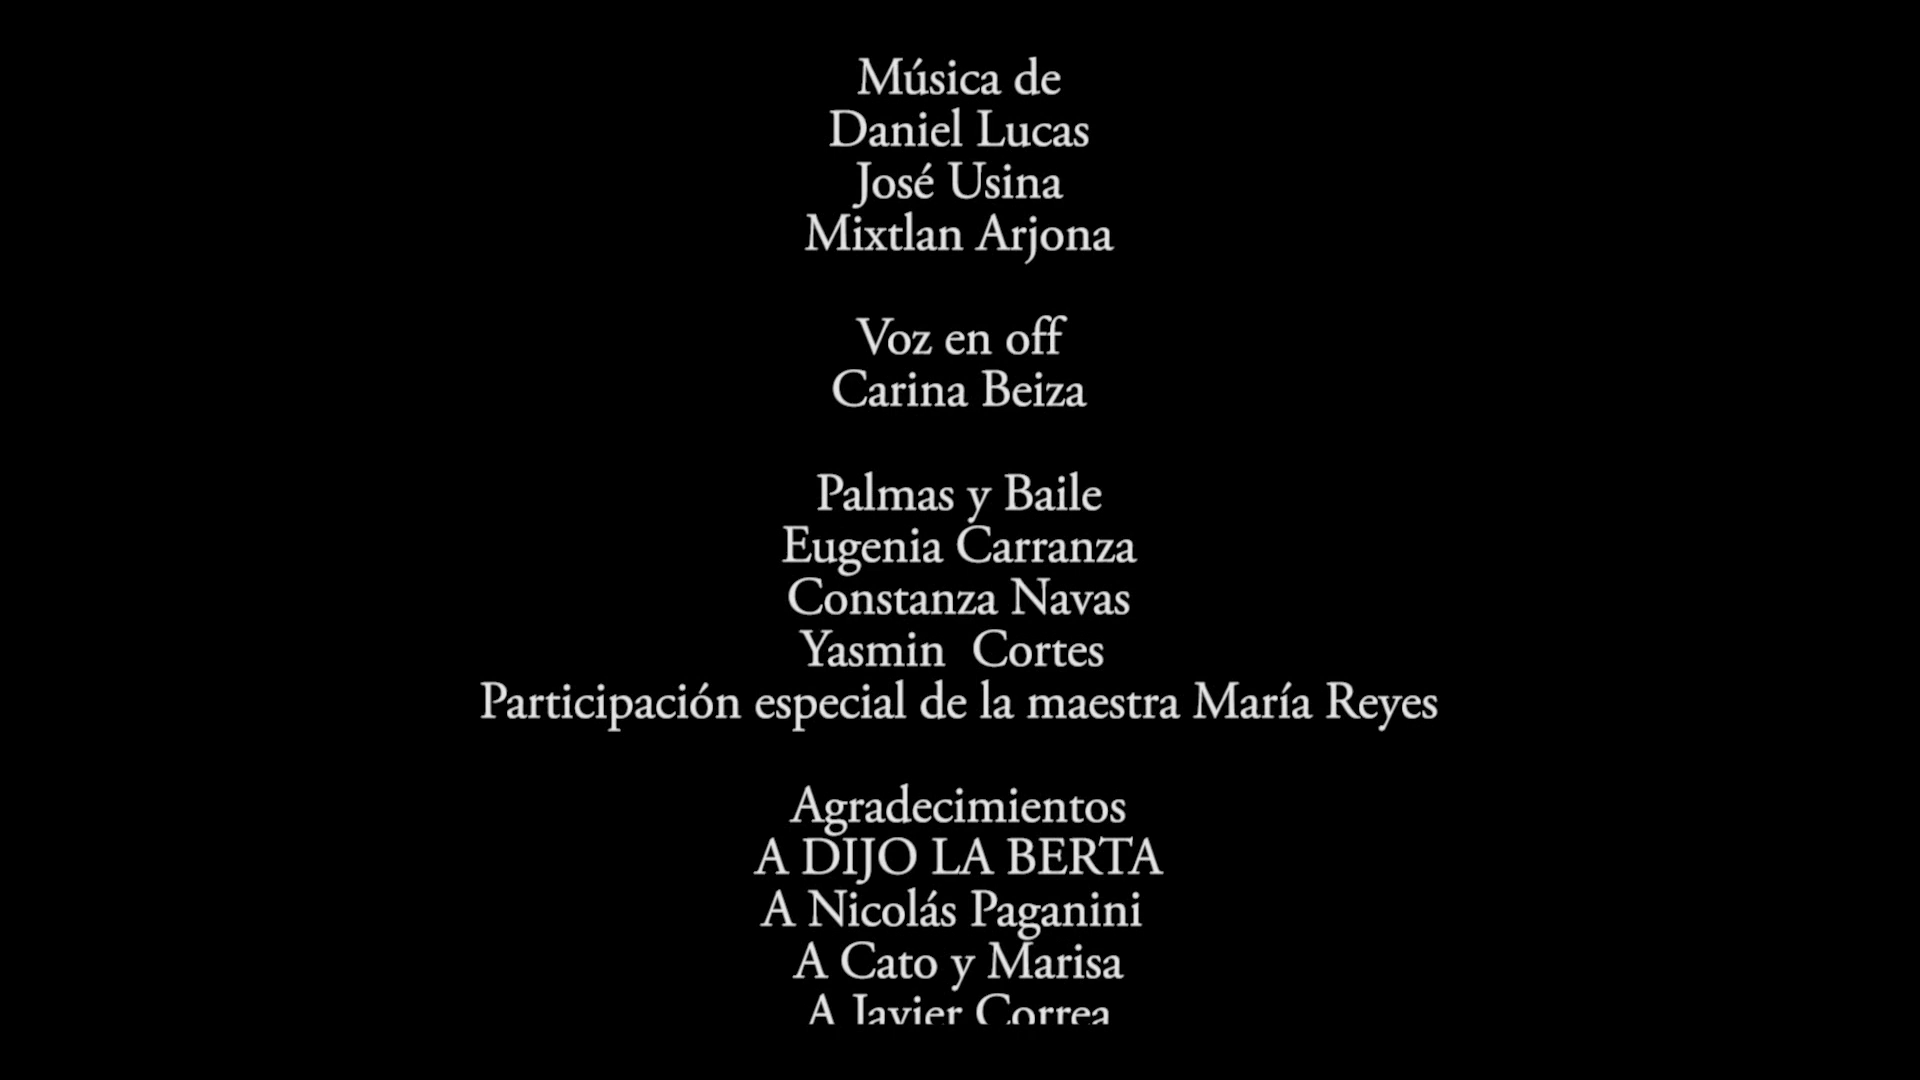 Música de
Daniel Lucas
José Usina
Mixtlan Arjona
Voz en off
Carina Beiza
Palmas y Baile
Eugenia Carranza
Constanza Navas
Yasmin  Cortes
Participación especial de la maestra María Reyes
Agradecimientos
A DIJO LA BERTA
A Nicolás Paganini
A Cato y Marisa
A Javier Correa